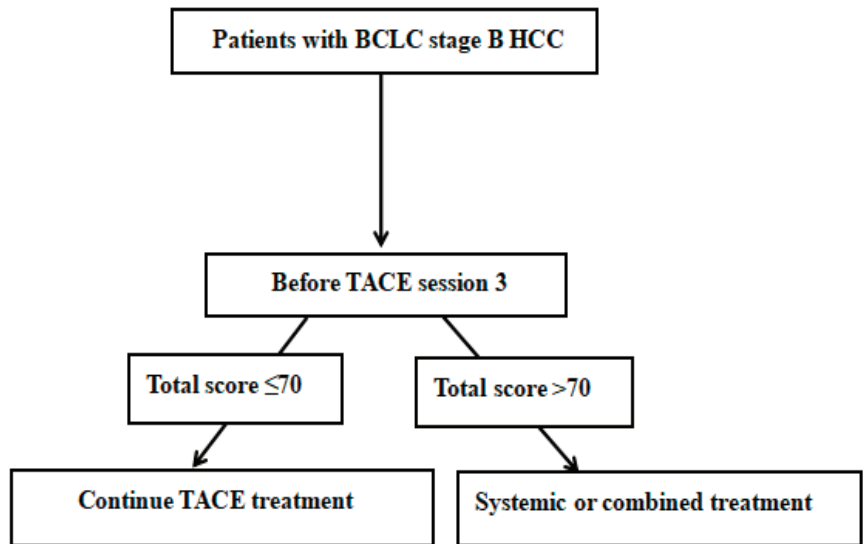 Patients with BCLC stage B HCC
Before TACE session 3
Total score ≤70
Total score >70
Continue TACE treatment
Systemic or combined treatment